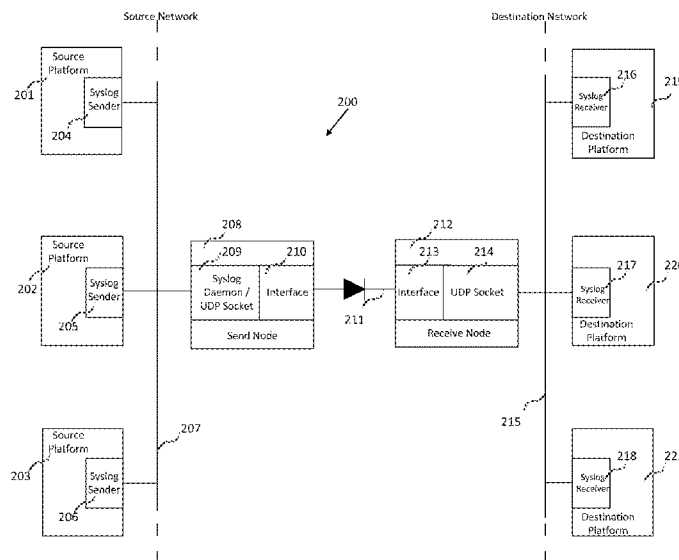 Source Network
Destination Network
Source
Platform
201
Syslog
Sender
204
200
216
Syslog
Receiver
Destination
Platform
Source
Platform
202
Syslog
Sender
205
208
209
210
Syslog
Daemon /
UDP Socket
Interface
Send Node
211
212
213
214
Interface
UDP Socket
Receive Node
217
Syslog
Receiver
Destination
Platform
Source
Platform
203
Syslog
Sender
206
207
215
218
Syslog
Receiver
Destination
Platform